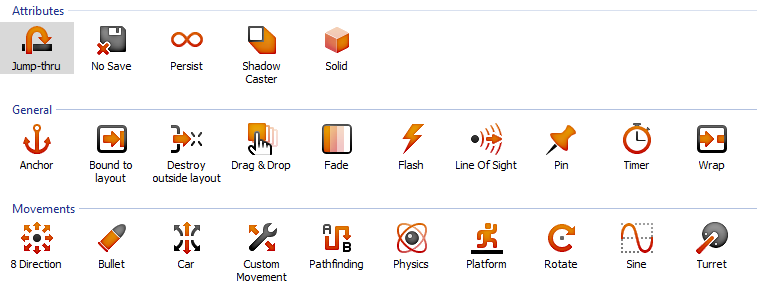 Attributes
Jump-thru No Save Persist Shadow Solid
Caster
General
Anchor Bound to Destroy Drag & Drop Fade Flash Line Of Sight Pin Timer Wrap
layout outside layout
Movements
8 Direction Bullet Car Custom Pathfinding Physics Platform Rotate Sine Turret
Movement
A
B